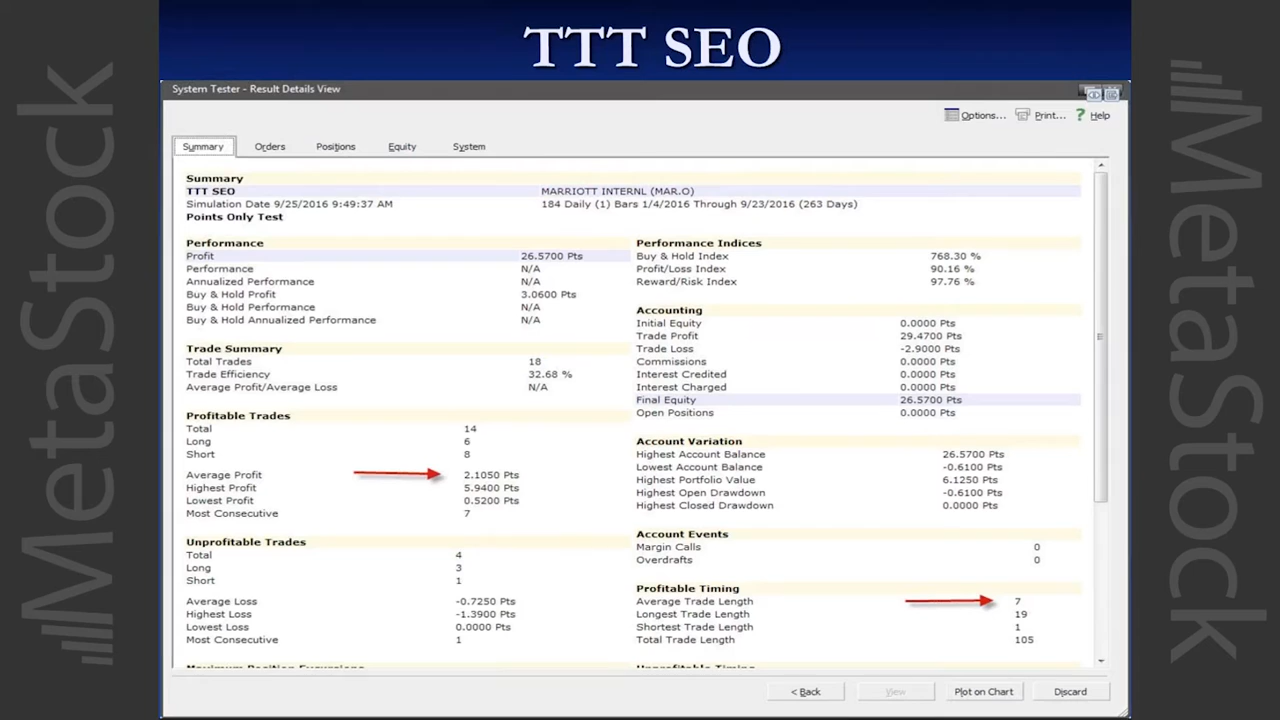 TTT SEO
MetaStock
MetaStock
System Tester - Result Details View
Options... Print... ? Help
Summary Orders Positions Equity System
Summary
TTT SEO MARRIOTT INTERNL (MAR.O)
Simulation Date 9/25/2016 9:49:37 AM 184 Daily (1) Bars 1/4/2016 Through 9/23/2016 (263 Days)
Points Only Test
Performance
Profit 26.5700 Pts
Performance N/A
Annualized Performance N/A
Buy & Hold Profit 3.0600 Pts
Buy & Hold Performance N/A
Buy & Hold Annualized Performance N/A
Trade Summary
Total Trades 18
Trade Efficiency 32.68 %
Average Profit/Average Loss N/A
Profitable Trades
Total 14
Long 6
Short 8
Average Profit 2.1050 Pts
Highest Profit 5.9400 Pts
Lowest Profit 0.5200 Pts
Most Consecutive 7
Unprofitable Trades
Total 4
Long 3
Short 1
Average Loss -0.7250 Pts
Highest Loss -1.3900 Pts
Lowest Loss 0.0000 Pts
Most Consecutive 1
Maximum Position Excursions
Performance Indices
Buy & Hold Index 768.30 %
Profit/Loss Index 90.16 %
Reward/Risk Index 97.76 %
Accounting
Initial Equity 0.0000 Pts
Trade Profit 29.4700 Pts
Trade Loss -2.9000 Pts
Commissions 0.0000 Pts
Interest Credited 0.0000 Pts
Interest Charged 0.0000 Pts
Final Equity 26.5700 Pts
Open Positions 0.0000 Pts
Account Variation
Highest Account Balance 26.5700 Pts
Lowest Account Balance -0.6100 Pts
Highest Portfolio Value 6.1250 Pts
Highest Open Drawdown -0.6100 Pts
Highest Closed Drawdown 0.0000 Pts
Account Events
Margin Calls 0
Overdrafts 0
Profitable Timing
Average Trade Length 7
Longest Trade Length 19
Shortest Trade Length 1
Total Trade Length 105
Unprofitable Timing
< Back View Plot on Chart Discard